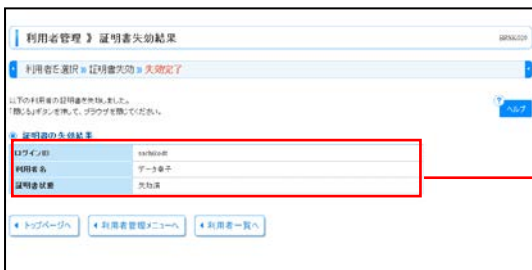 利用者管理 》 証明書失効結果
利用者を選択 » 証明書失効 » 失効完了
以下の利用者の証明書を失効しました。
「閉じる」ボタンを押して、ブラウザを閉じてください。
? ヘルプ
証明書の失効結果
ログインID
利用者名 データ幸子
証明書状態 失効済
トップページへ 利用者管理メニューへ 利用者一覧へ